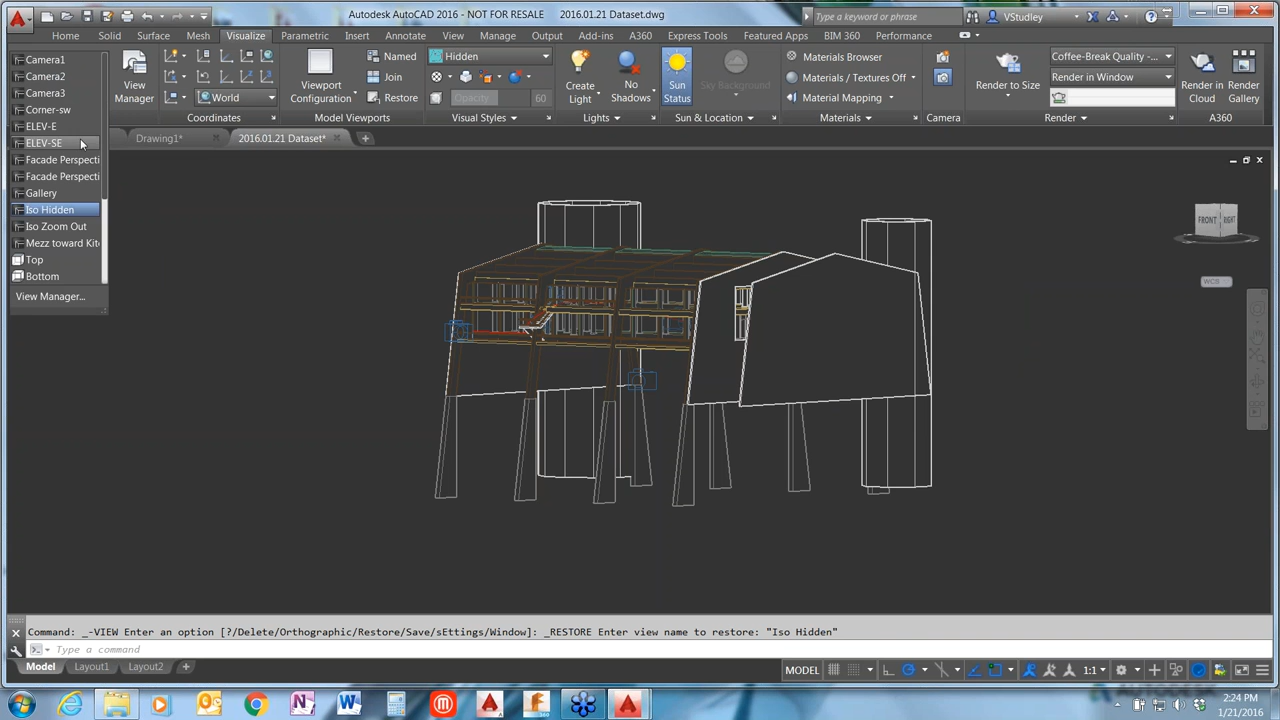 Autodesk AutoCAD 2016 - NOT FOR RESALE 2016.01.21 Dataset.dwg
Type a keyword or phrase
VStudley
Home Solid Surface Mesh Visualize Parametric Insert Annotate View Manage Output Add-ins A360 Express Tools Featured Apps BIM 360 Performance
Camera1
Camera2
Camera3
Corner-sw
ELEV-E
ELEV-SE
Facade Perspecti
Facade Perspecti
Gallery
Iso Hidden
Iso Zoom Out
Mezz toward Kit
Top
Bottom
View Manager...
View
Manager
World
Coordinates
Viewport
Configuration
Named
Join
Restore
Model Viewports
Hidden
Opacity 60
Visual Styles
Create
Light
No
Shadows
Lights
Sun
Status
Sky Background
Sun & Location
Camera
Materials Browser
Materials / Textures Off
Material Mapping
Materials
Render to Size
Coffee-Break Quality -...
Render in Window
Render
Render in
Cloud
Render
Gallery
A360
Drawing1*
2016.01.21 Dataset*
FRONT RIGHT
WCS
Command: _-VIEW Enter an option [?/Delete/Orthographic/Restore/Save/sEttings/Window]: _RESTORE Enter view name to restore: "Iso Hidden"
Type a command
Model Layout1 Layout2
MODEL
1:1
2:24 PM
1/21/2016